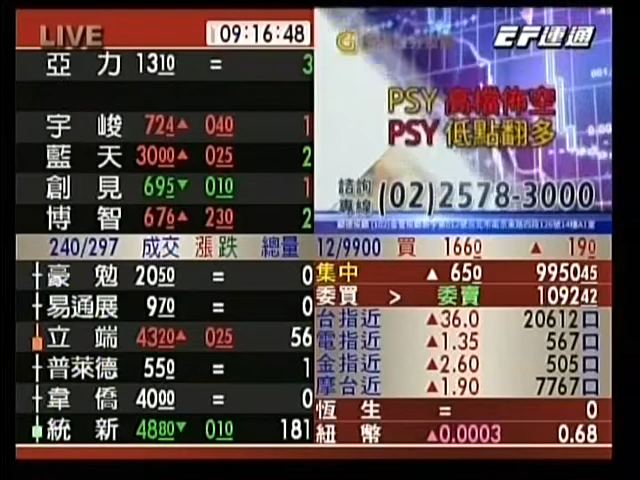 LIVE 09:16:48
亞力 1310 = 3
宇峻 724▲ 040 1
藍天 3000▲ 025 2
創見 695▼ 010 1
博智 676▲ 230 2
240/297 成交 漲跌 總量
豪勉 2050 = 0
易通展 970 = 0
立端 4320▲ 025 56
普萊德 550 = 1
韋僑 4000 = 0
統新 4880▼ 010 181
EF運通
PSY 高檔佈空
PSY 低點翻多
諮詢專線 (02)2578-3000
12/9900 買 1660 ▲ 190
集中 ▲ 650 995045
委買 > 委賣 109242
台指近 ▲36.0 20612口
電指近 ▲1.35 567口
金指近 ▲2.60 505口
摩台近 ▲1.90 7767口
恆生 = 0
紐幣 ▲0.0003 0.68